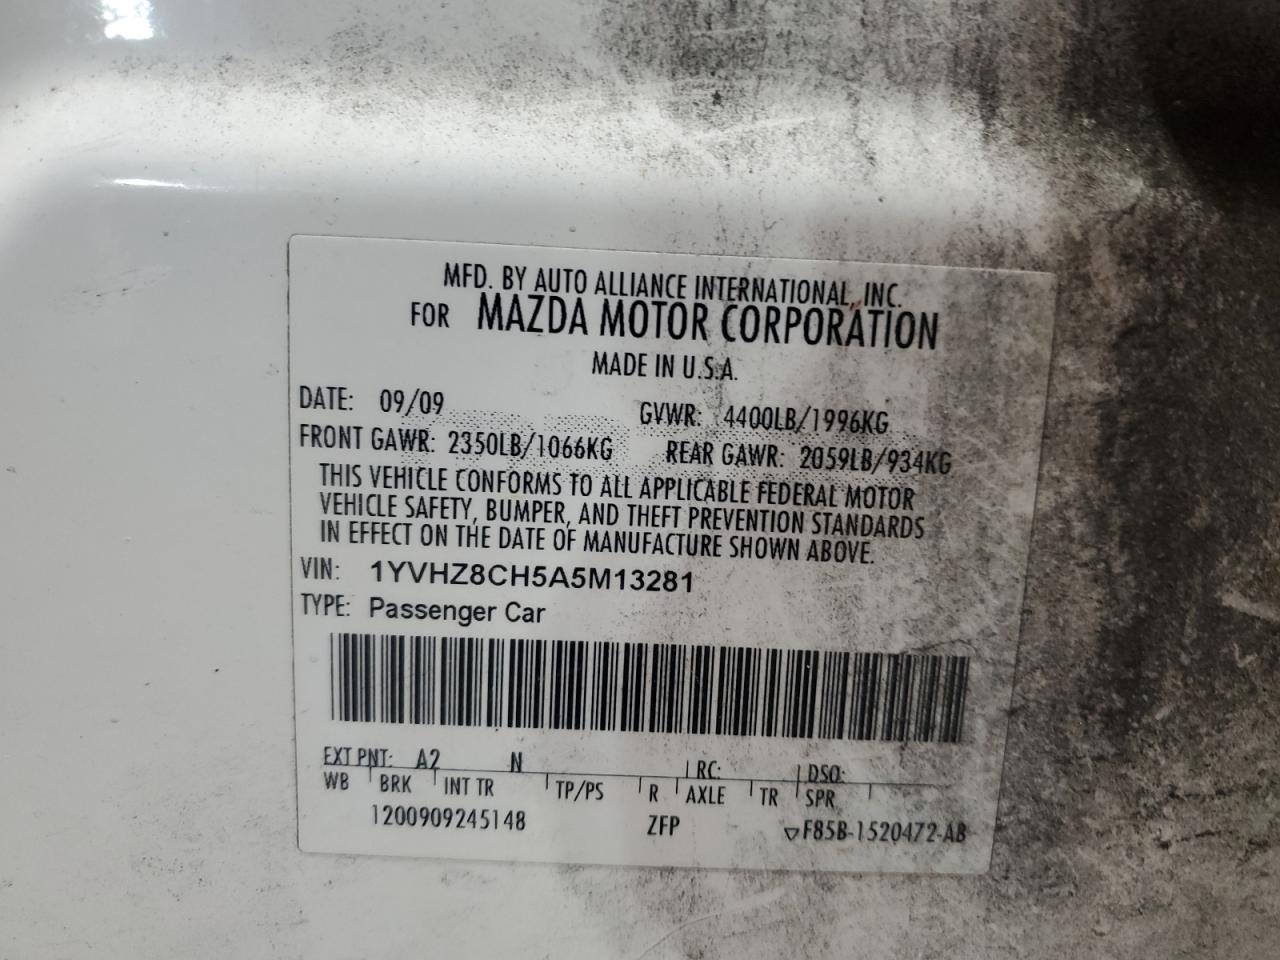 MFD. BY AUTO ALLIANCE INTERNATIONAL, INC.
FOR MAZDA MOTOR CORPORATION
MADE IN U.S.A.
DATE: 09/09 GVWR: 4400LB/1996KG
FRONT GAWR: 2350LB/1066KG REAR GAWR: 2059LB/934KG
THIS VEHICLE CONFORMS TO ALL APPLICABLE FEDERAL MOTOR
VEHICLE SAFETY, BUMPER, AND THEFT PREVENTION STANDARDS
IN EFFECT ON THE DATE OF MANUFACTURE SHOWN ABOVE.
VIN: 1YVHZ8CH5A5M13281
TYPE: Passenger Car
EXT PNT: A2 N RC: DSO:
WB BRK INT TR TP/PS R AXLE TR SPR
1200909245148 ZFP ▽F85B-1520472-AB